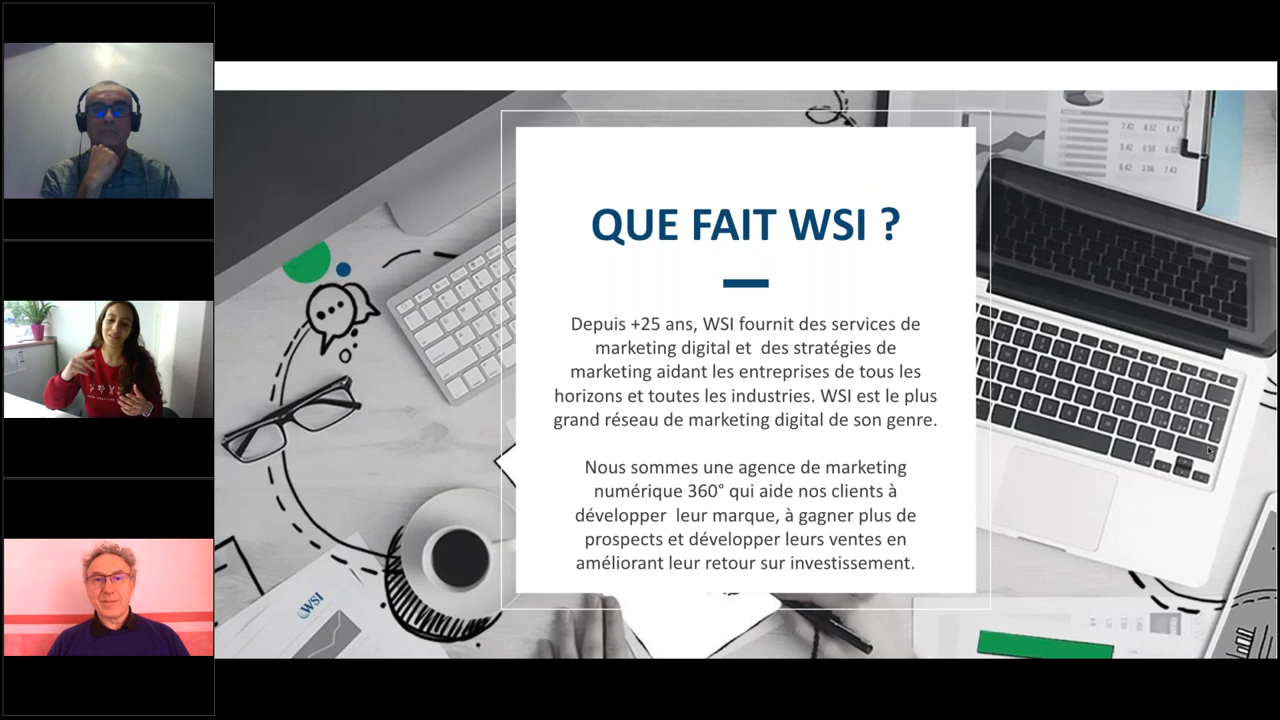 QUE FAIT WSI ?
Depuis +25 ans, WSI fournit des services de
marketing digital et  des stratégies de
marketing aidant les entreprises de tous les
horizons et toutes les industries. WSI est le plus
grand réseau de marketing digital de son genre.
Nous sommes une agence de marketing
numérique 360° qui aide nos clients à
développer  leur marque, à gagner plus de
prospects et développer leurs ventes en
améliorant leur retour sur investissement.
WSI